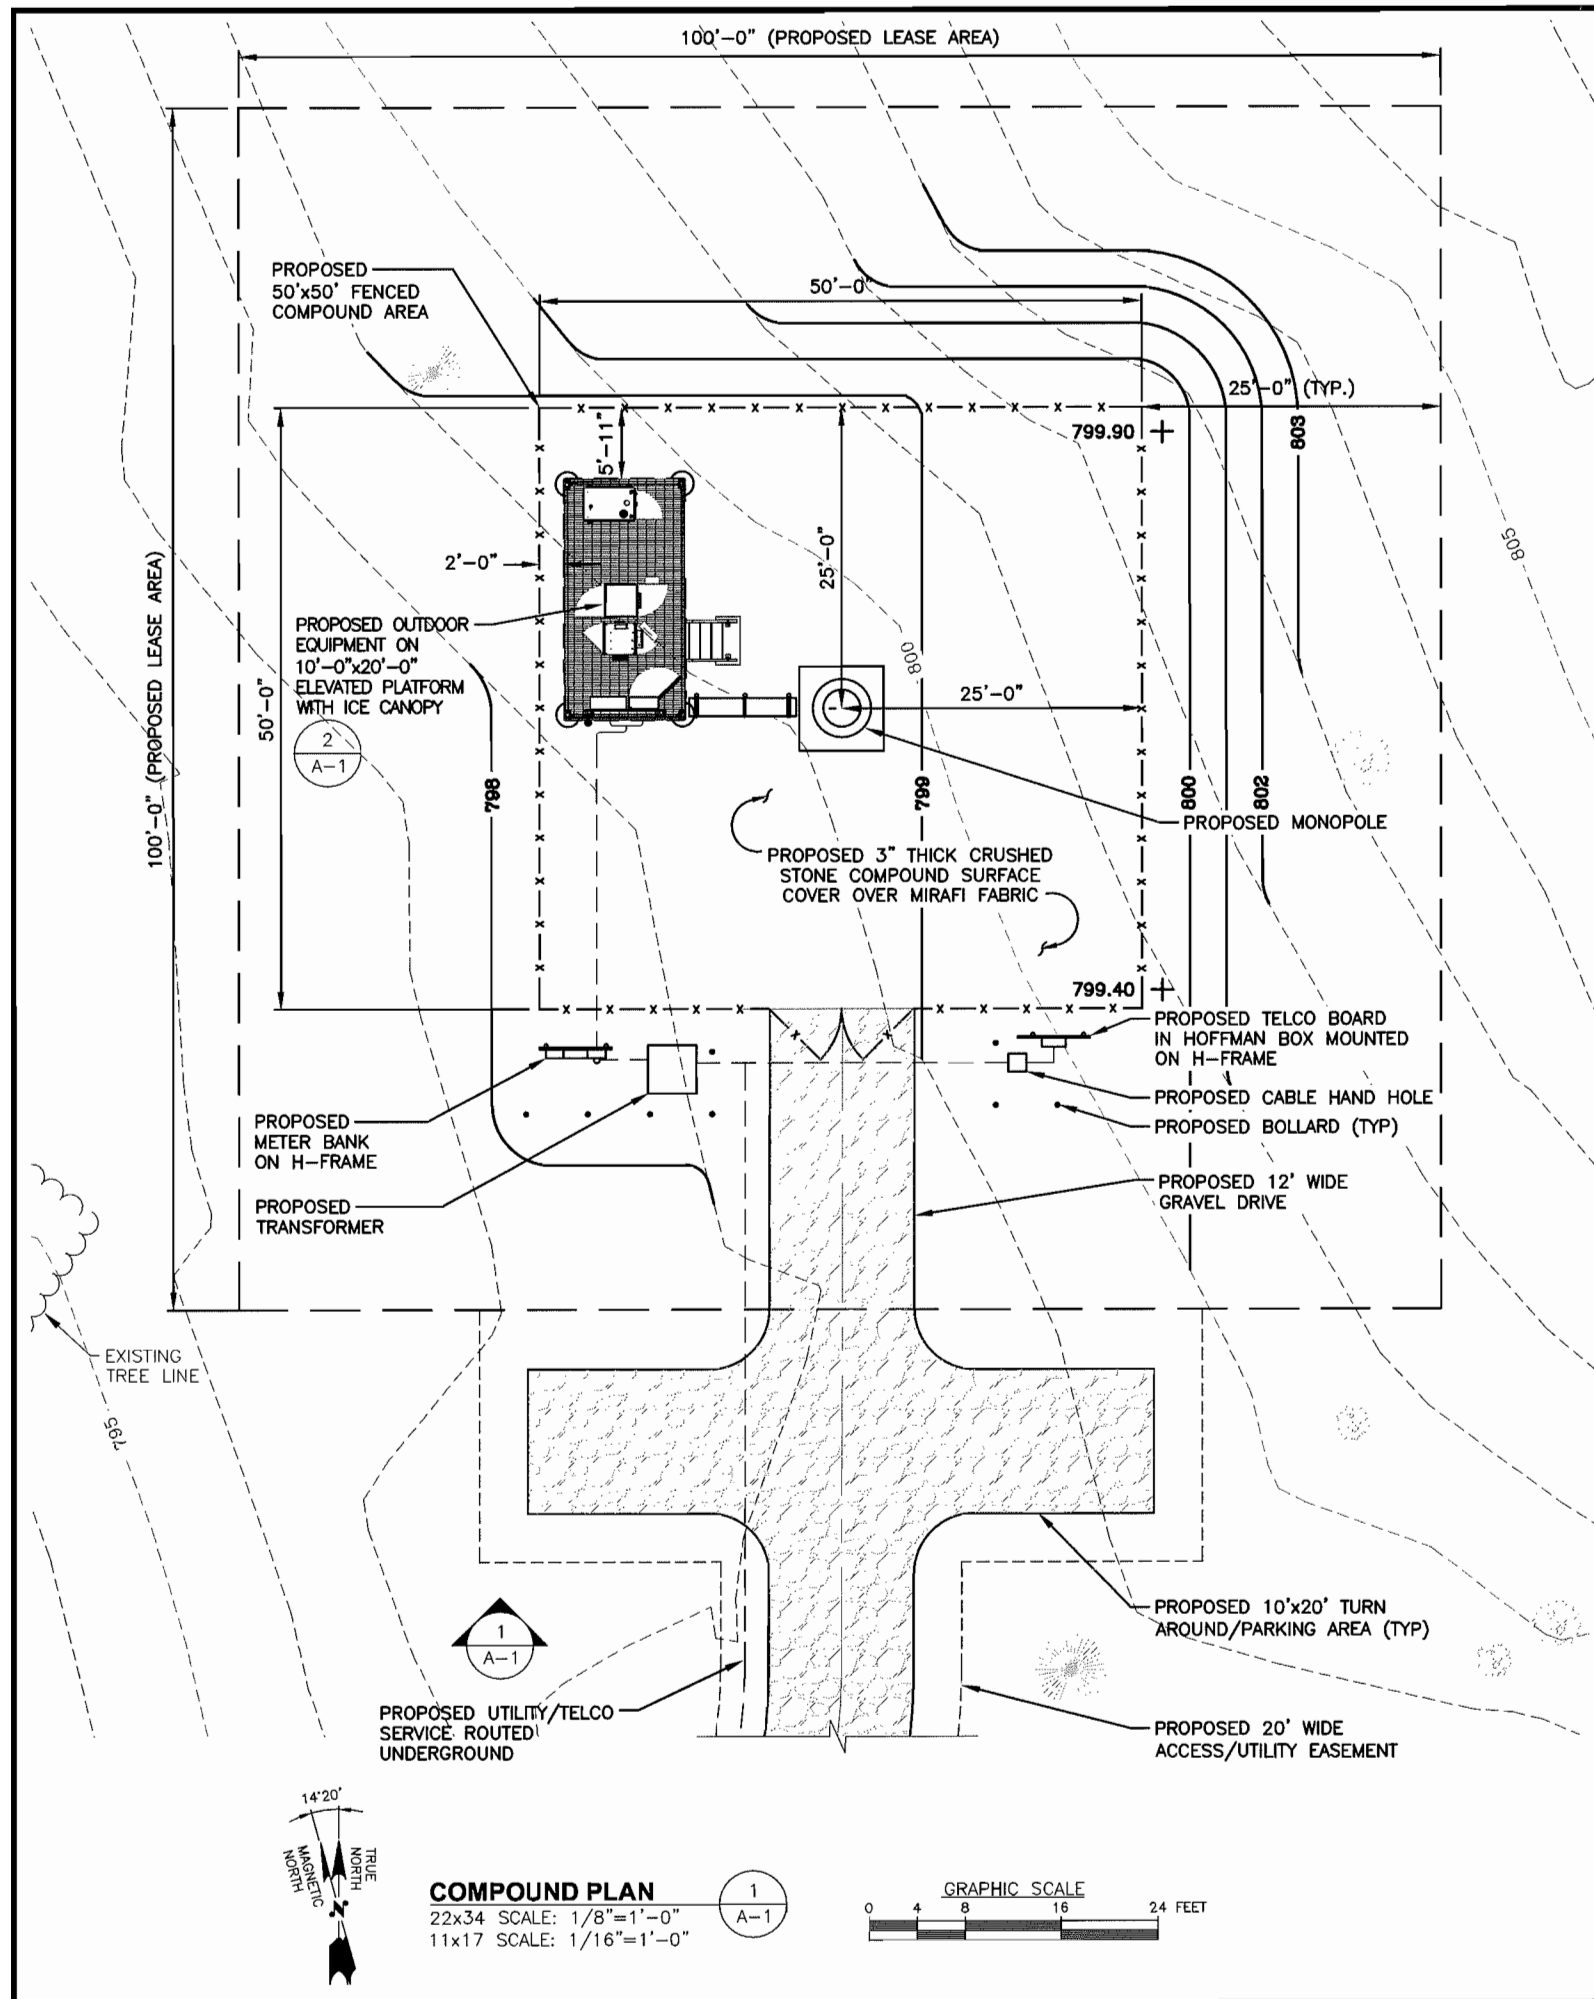 100'-0" (PROPOSED LEASE AREA)
PROPOSED
50'x50' FENCED
COMPOUND AREA
50'-0"
25'-0" (TYP.)
799.90
803
5'-11"
2'-0"
25'-0"
805
100'-0" (PROPOSED LEASE AREA)
PROPOSED OUTDOOR
EQUIPMENT ON
10'-0"x20'-0"
ELEVATED PLATFORM
WITH ICE CANOPY
800
25'-0"
50'-0"
2
A-1
798
799
800
802
PROPOSED MONOPOLE
PROPOSED 3" THICK CRUSHED
STONE COMPOUND SURFACE
COVER OVER MIRAFI FABRIC
799.40
PROPOSED TELCO BOARD
IN HOFFMAN BOX MOUNTED
ON H-FRAME
PROPOSED CABLE HAND HOLE
PROPOSED BOLLARD (TYP)
PROPOSED
METER BANK
ON H-FRAME
PROPOSED 12' WIDE
GRAVEL DRIVE
PROPOSED
TRANSFORMER
EXISTING
TREE LINE
795
PROPOSED 10'x20' TURN
AROUND/PARKING AREA (TYP)
1
A-1
PROPOSED UTILITY/TELCO
SERVICE ROUTED
UNDERGROUND
PROPOSED 20' WIDE
ACCESS/UTILITY EASEMENT
14°20'
TRUE
NORTH
MAGNETIC
NORTH
N
COMPOUND PLAN
22x34 SCALE: 1/8"=1'-0"
11x17 SCALE: 1/16"=1'-0"
1
A-1
GRAPHIC SCALE
0 4 8 16 24 FEET